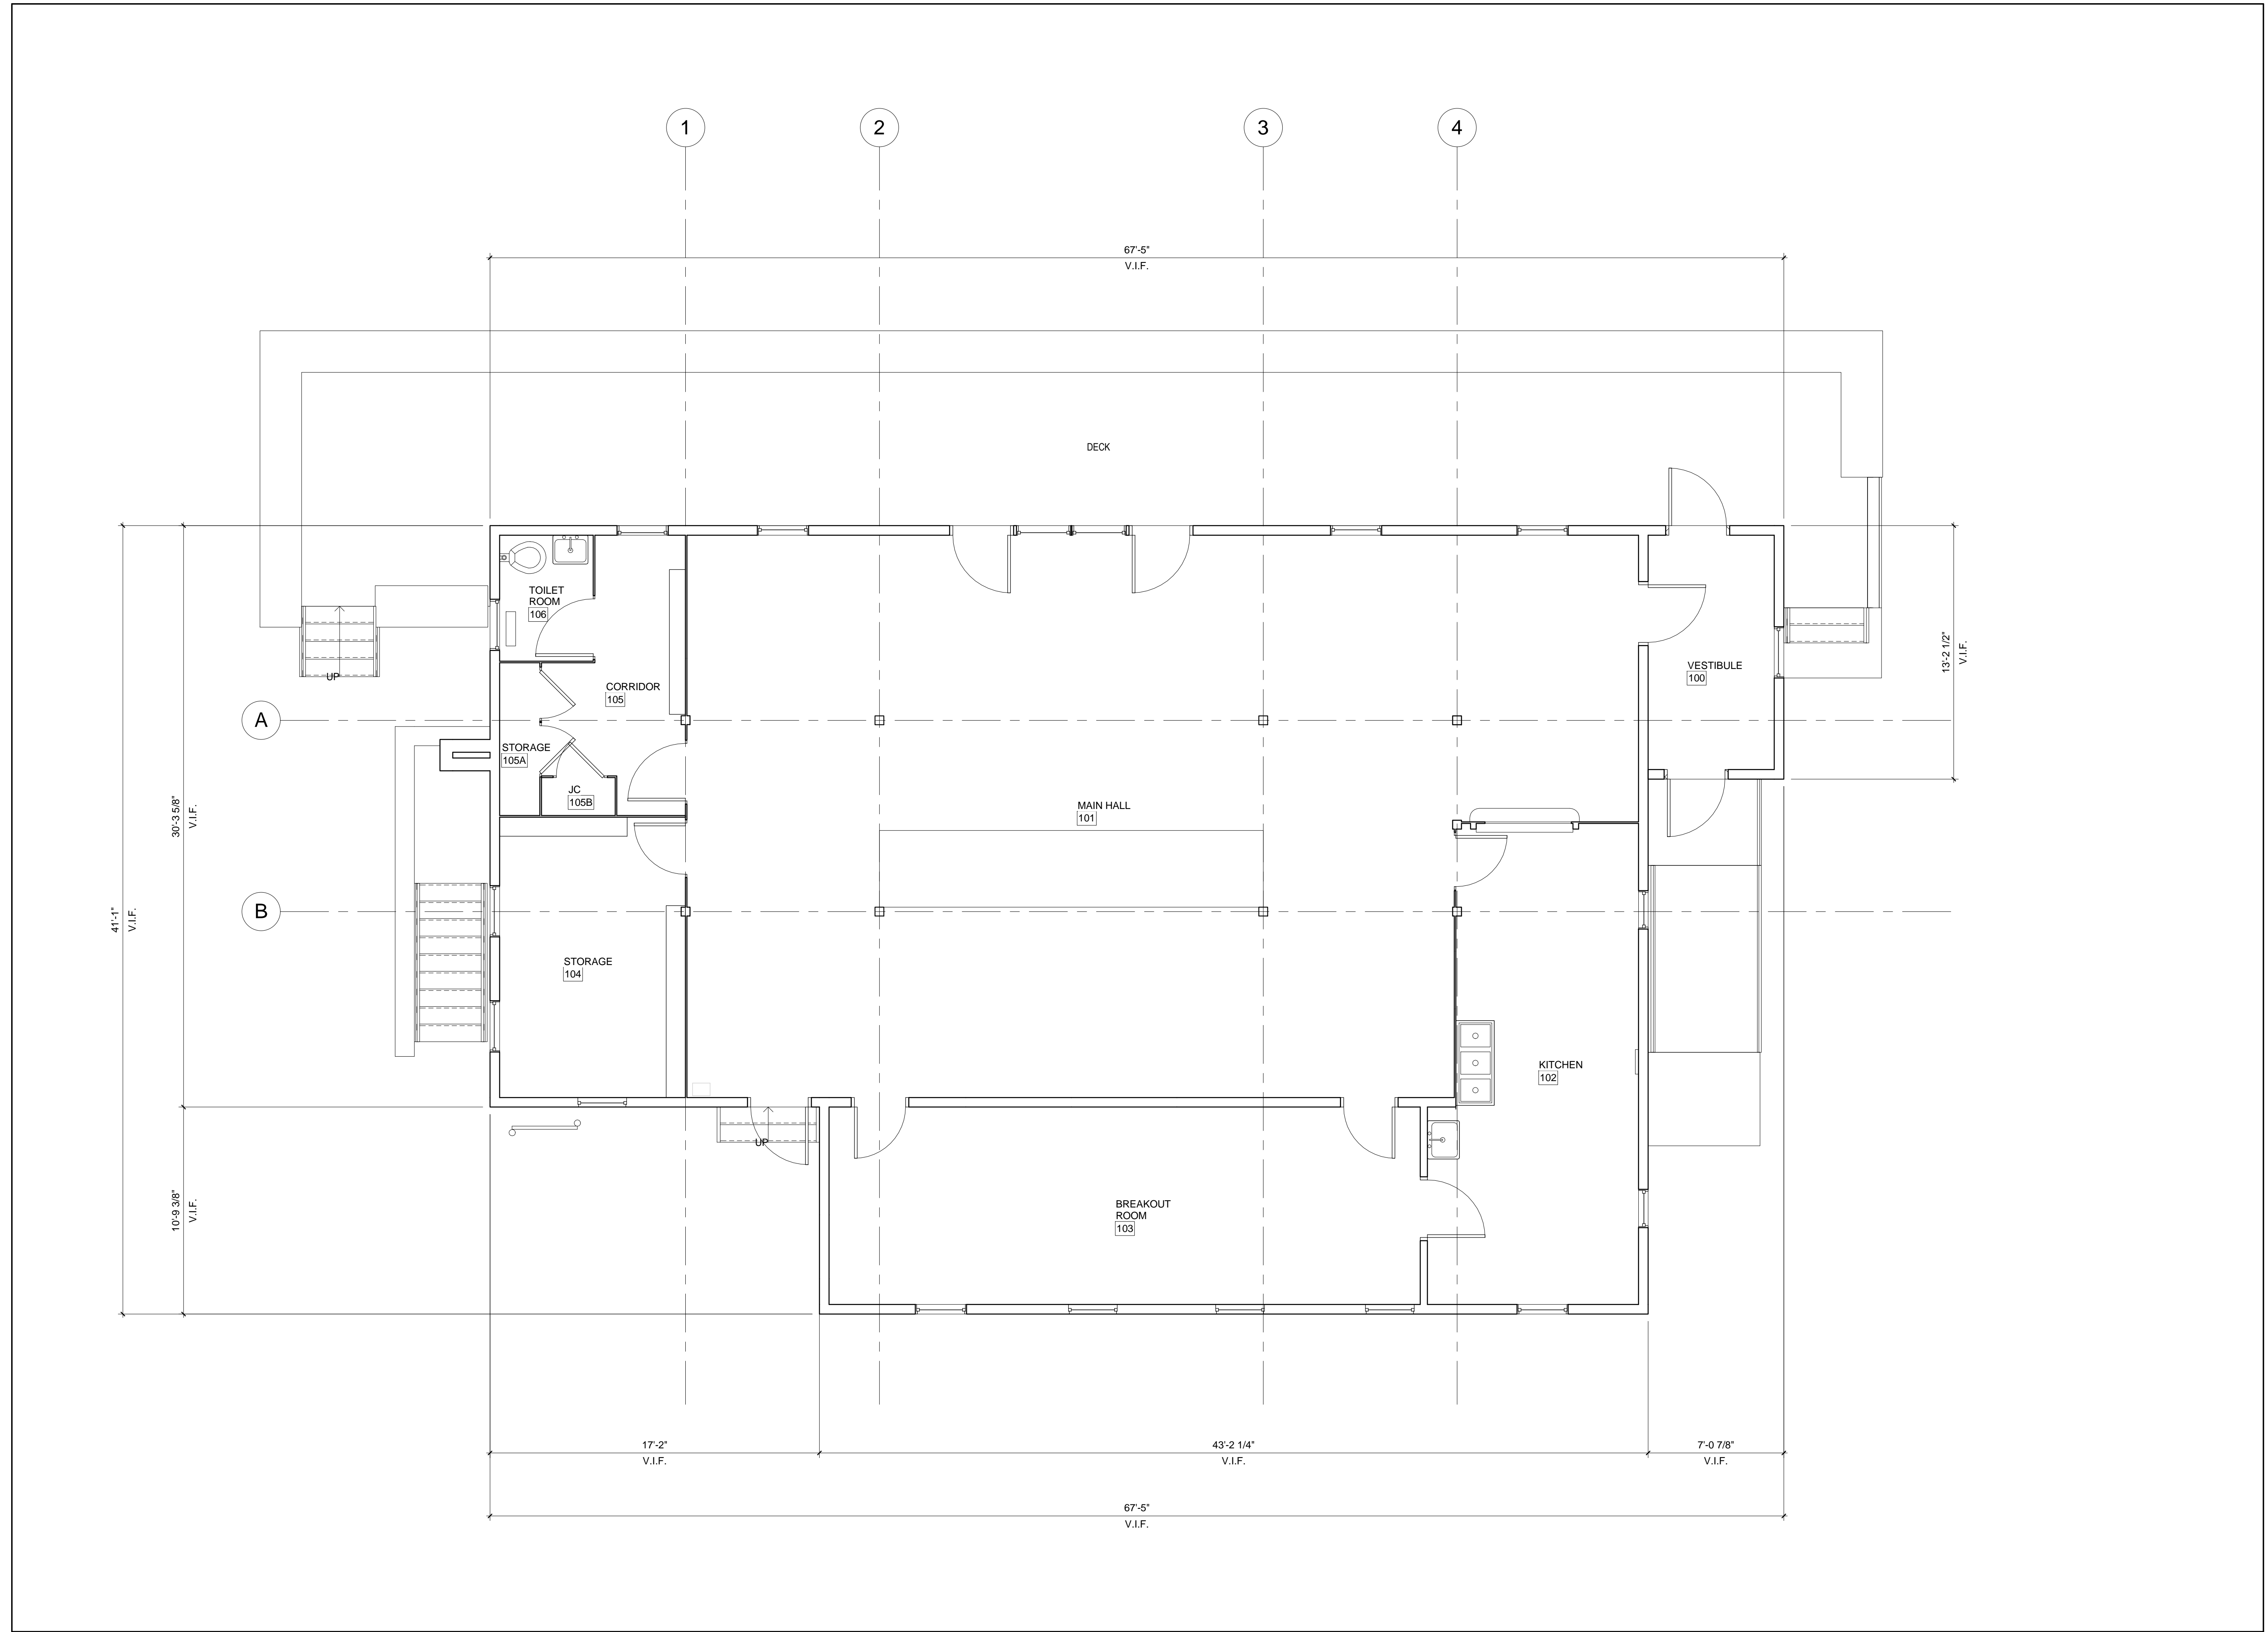 1
2
3
4
67'-5"
V.I.F.
DECK
TOILET
ROOM
106
CORRIDOR
105
VESTIBULE
100
13'-2 1/2"
V.I.F.
UP
A
STORAGE
105A
JC
105B
MAIN HALL
101
30'-3 5/8"
V.I.F.
41'-1"
V.I.F.
B
STORAGE
104
KITCHEN
102
UP
10'-9 3/8"
V.I.F.
BREAKOUT
ROOM
103
17'-2"
V.I.F.
43'-2 1/4"
V.I.F.
7'-0 7/8"
V.I.F.
67'-5"
V.I.F.